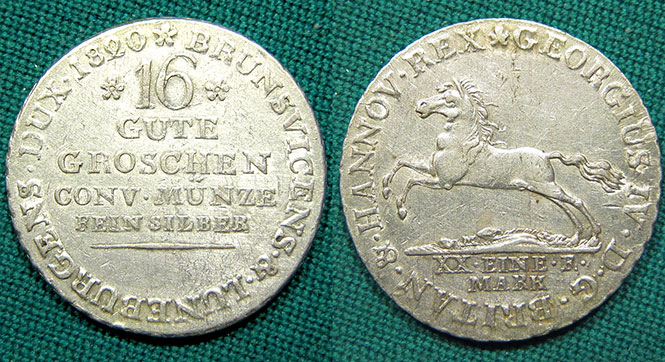 BRUNSVICENS·&·LUNEBURGENS·DUX·1820
16
GUTE
GROSCHEN
CONV·MÜNZE
FEIN SILBER
GEORGIUS·IV·D·G·BRITAN·&·HANNOV·REX
XX·EINE·F·
MARK